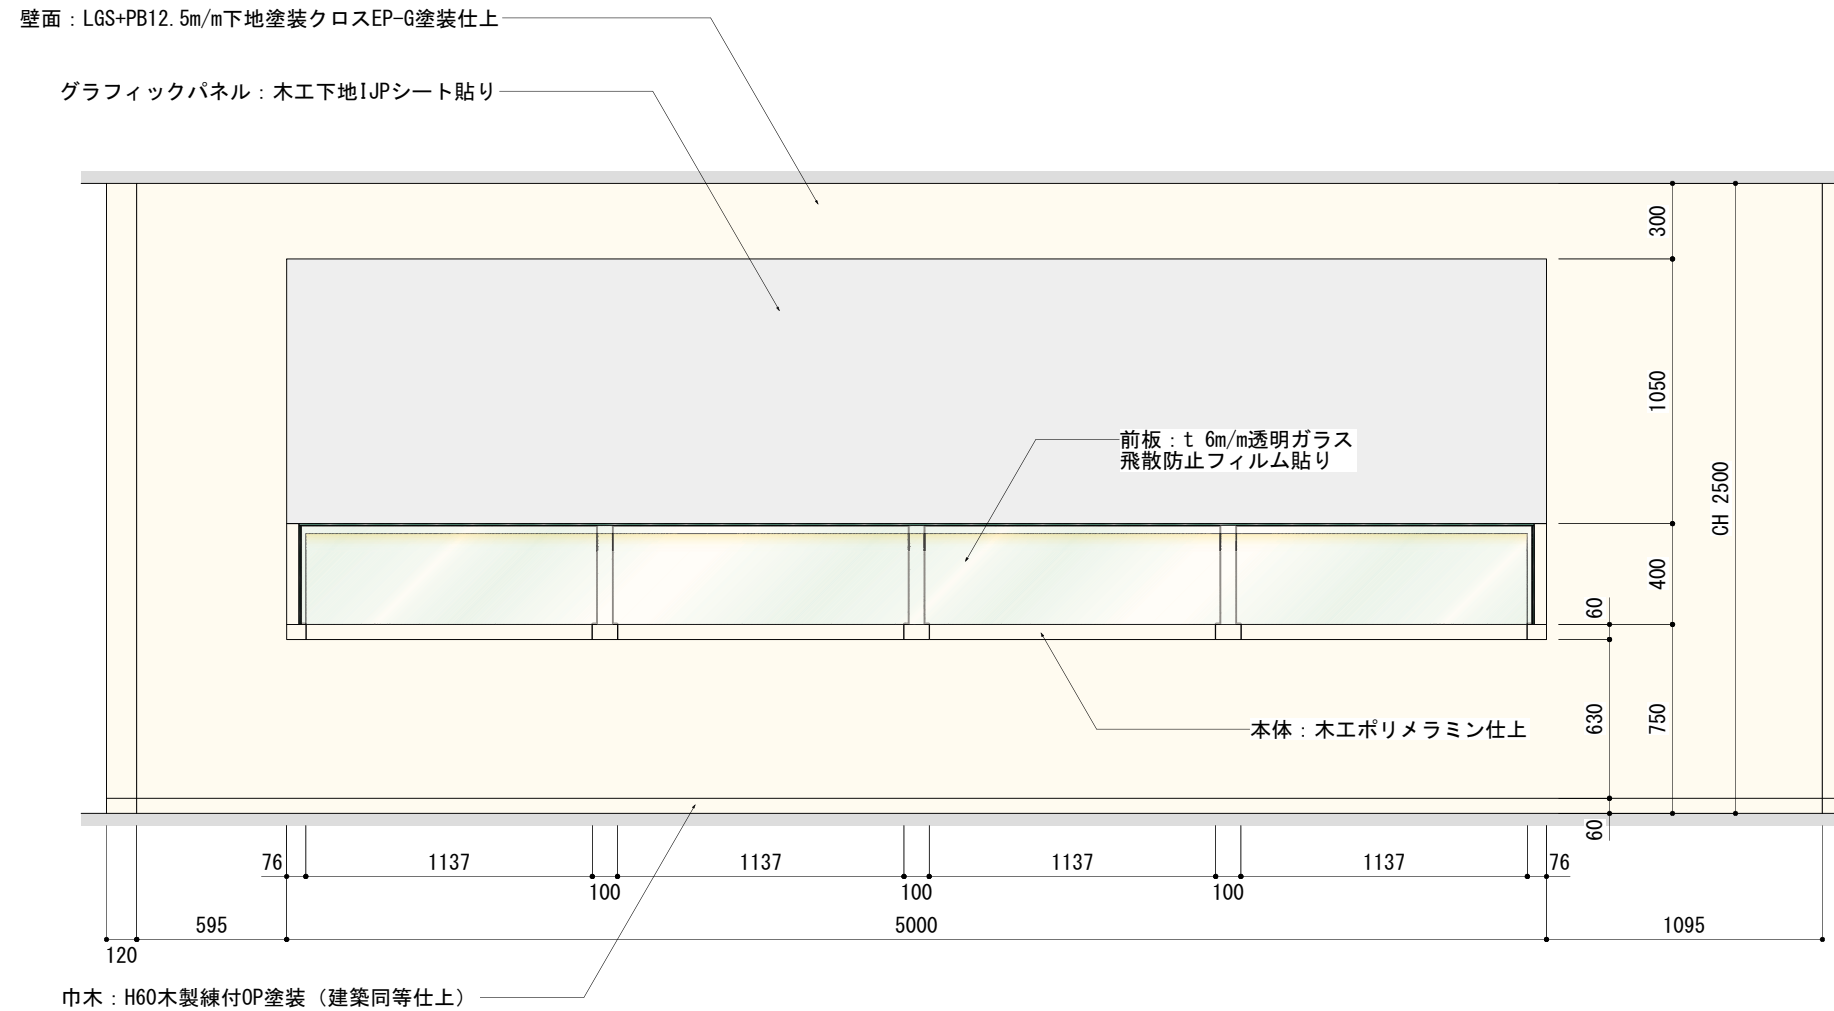 壁面：LGS+PB12.5m/m下地塗装クロスEP-G塗装仕上
グラフィックパネル：木工下地IJPシート貼り
300
1050
前板：t 6m/m透明ガラス
飛散防止フィルム貼り
CH 2500
400
60
630
750
本体：木工ポリメラミン仕上
60
76
1137
1137
1137
1137
76
100
100
100
595
5000
1095
120
巾木：H60木製練付OP塗装（建築同等仕上）